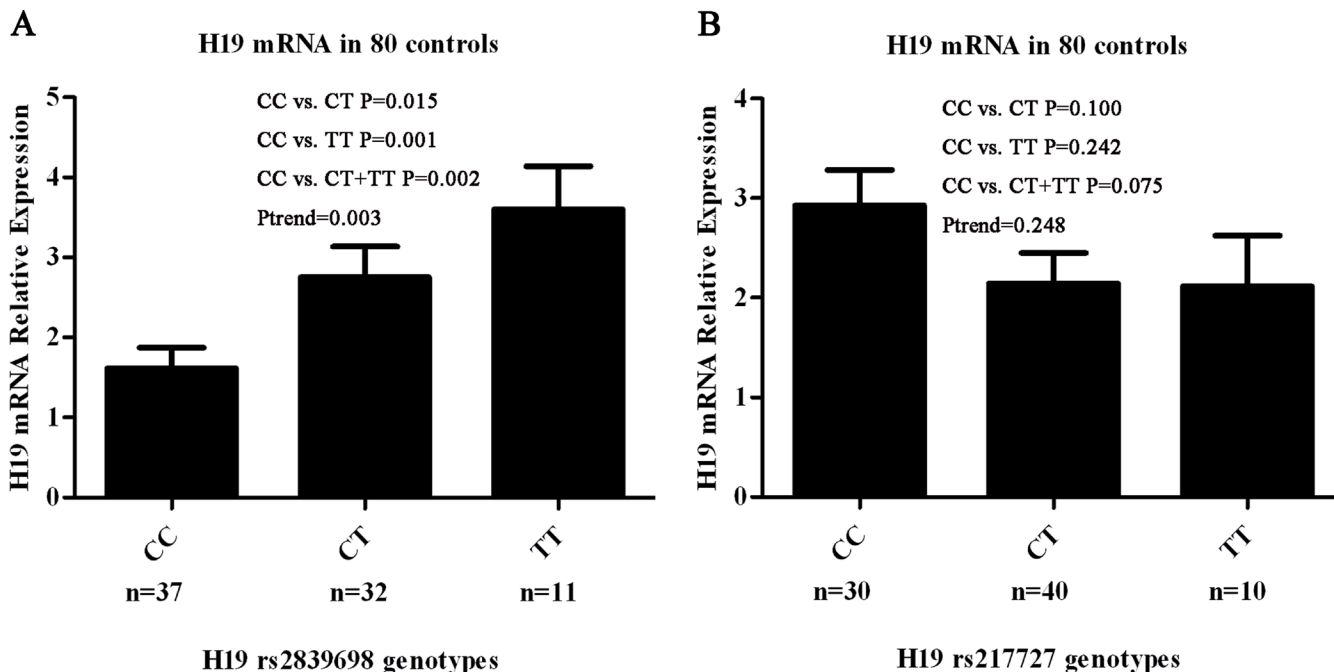 A
H19 mRNA in 80 controls
H19 mRNA Relative Expression
5
4
3
2
1
0
CC vs. CT P=0.015
CC vs. TT P=0.001
CC vs. CT+TT P=0.002
Ptrend=0.003
CC
CT
TT
n=37
n=32
n=11
H19 rs2839698 genotypes
B
H19 mRNA in 80 controls
H19 mRNA Relative Expression
4
3
2
1
0
CC vs. CT P=0.100
CC vs. TT P=0.242
CC vs. CT+TT P=0.075
Ptrend=0.248
CC
CT
TT
n=30
n=40
n=10
H19 rs217727 genotypes